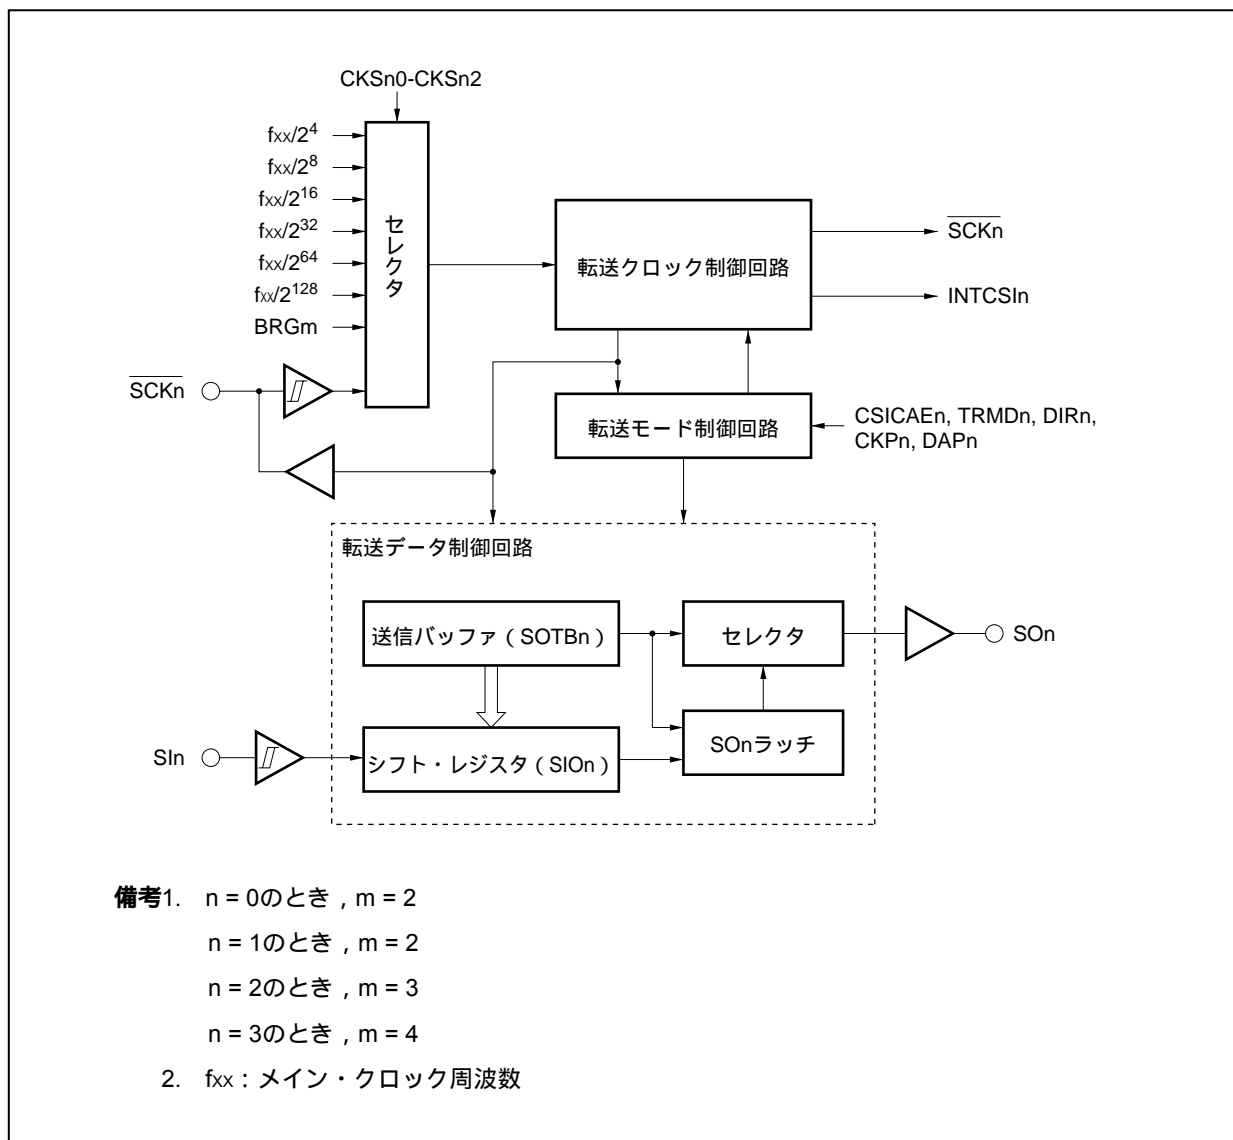 CKSn0-CKSn2
fxx/2⁴
fxx/2⁸
fxx/2¹⁶
fxx/2³²
fxx/2⁶⁴
fxx/2¹²⁸
BRGm
セレクタ
転送クロック制御回路
S̅C̅K̅n̅
INTCSIn
S̅C̅K̅n̅
転送モード制御回路
CSICAEn, TRMDn, DIRn,
CKPn, DAPn
転送データ制御回路
送信バッファ（SOTBn）
セレクタ
SOn
SIn
シフト・レジスタ（SIOn）
SOnラッチ
備考1. n = 0のとき，m = 2
n = 1のとき，m = 2
n = 2のとき，m = 3
n = 3のとき，m = 4
2. fxx：メイン・クロック周波数